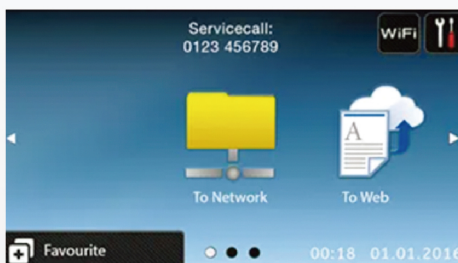 Servicecall:
0123 456789
WiFi
A
To Network
To Web
Favourite
00:18 01.01.2016